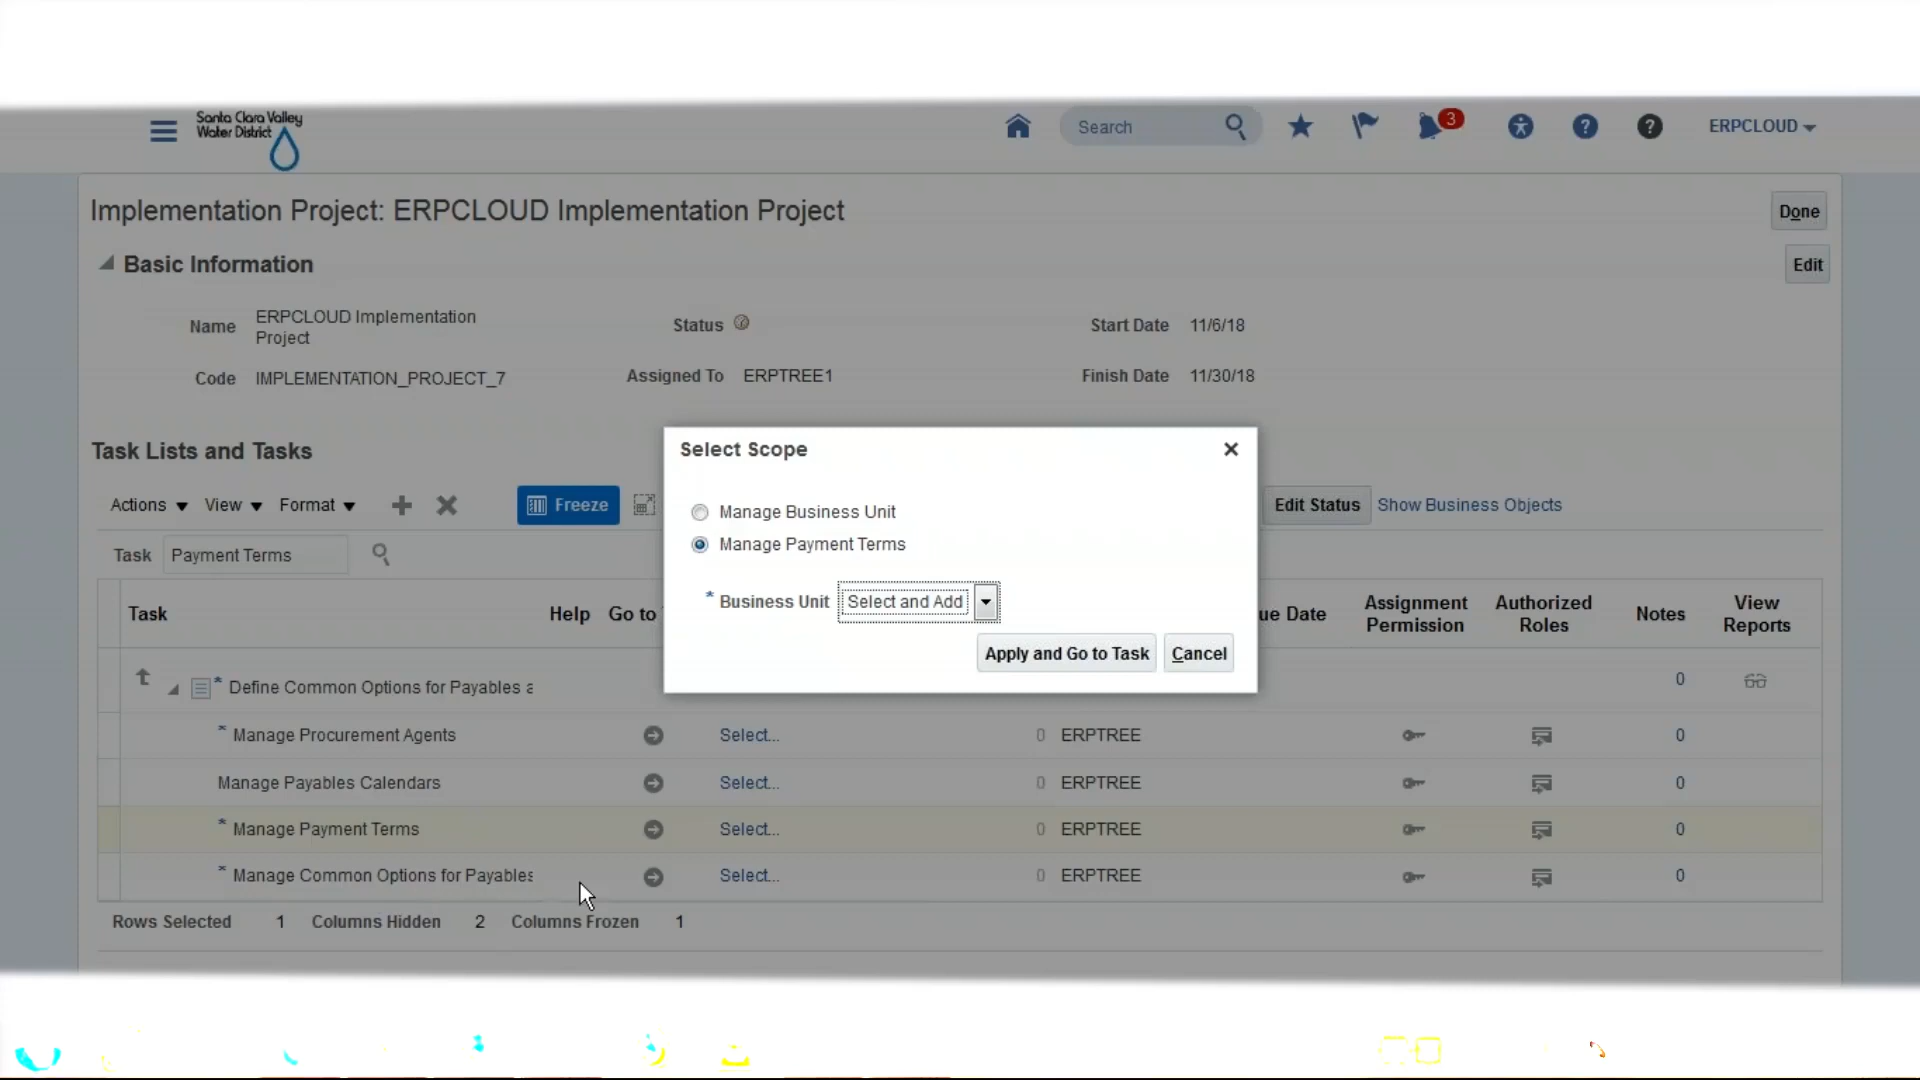 Santa Clara Valley
Water District
Search
3
ERPCLOUD
Implementation Project: ERPCLOUD Implementation Project
Done
Basic Information
Edit
Name ERPCLOUD Implementation Project
Status
Start Date 11/6/18
Code IMPLEMENTATION_PROJECT_7
Assigned To ERPTREE1
Finish Date 11/30/18
Task Lists and Tasks
Select Scope
Manage Business Unit
Manage Payment Terms
* Business Unit Select and Add
Apply and Go to Task Cancel
Actions View Format Freeze Edit Status Show Business Objects
Task Payment Terms
Task Help Go to ue Date Assignment Permission Authorized Roles Notes View Reports
* Define Common Options for Payables a 0
* Manage Procurement Agents Select... 0 ERPTREE 0
Manage Payables Calendars Select... 0 ERPTREE 0
* Manage Payment Terms Select... 0 ERPTREE 0
* Manage Common Options for Payables Select... 0 ERPTREE 0
Rows Selected 1 Columns Hidden 2 Columns Frozen 1